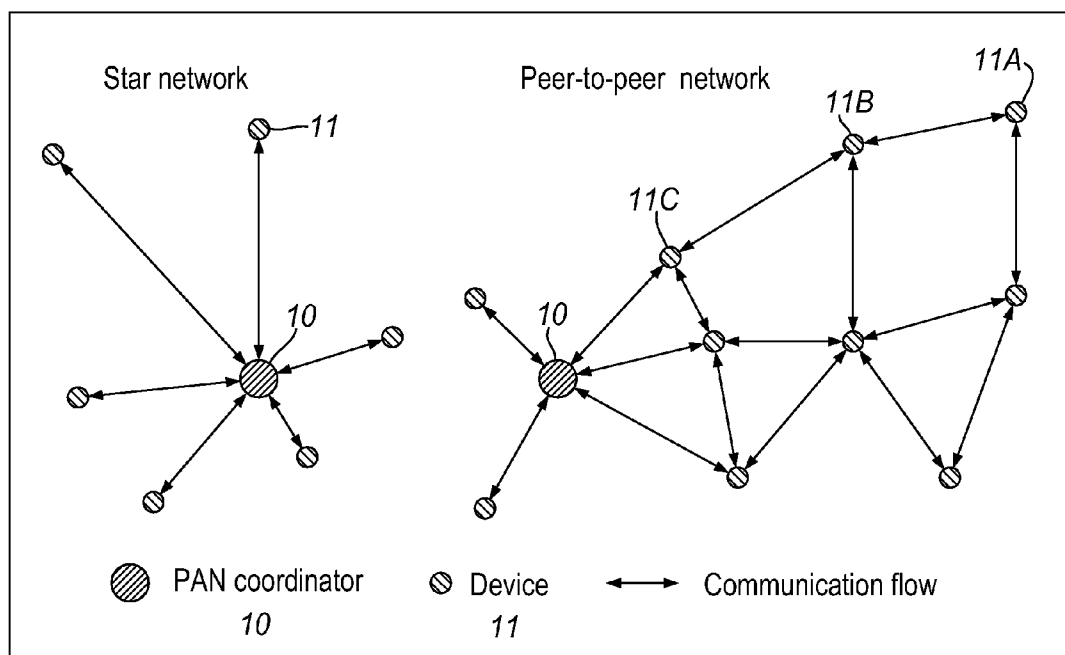 Star network
11
10
Peer-to-peer network
11A
11B
11C
10
PAN coordinator
10
Device
11
Communication flow